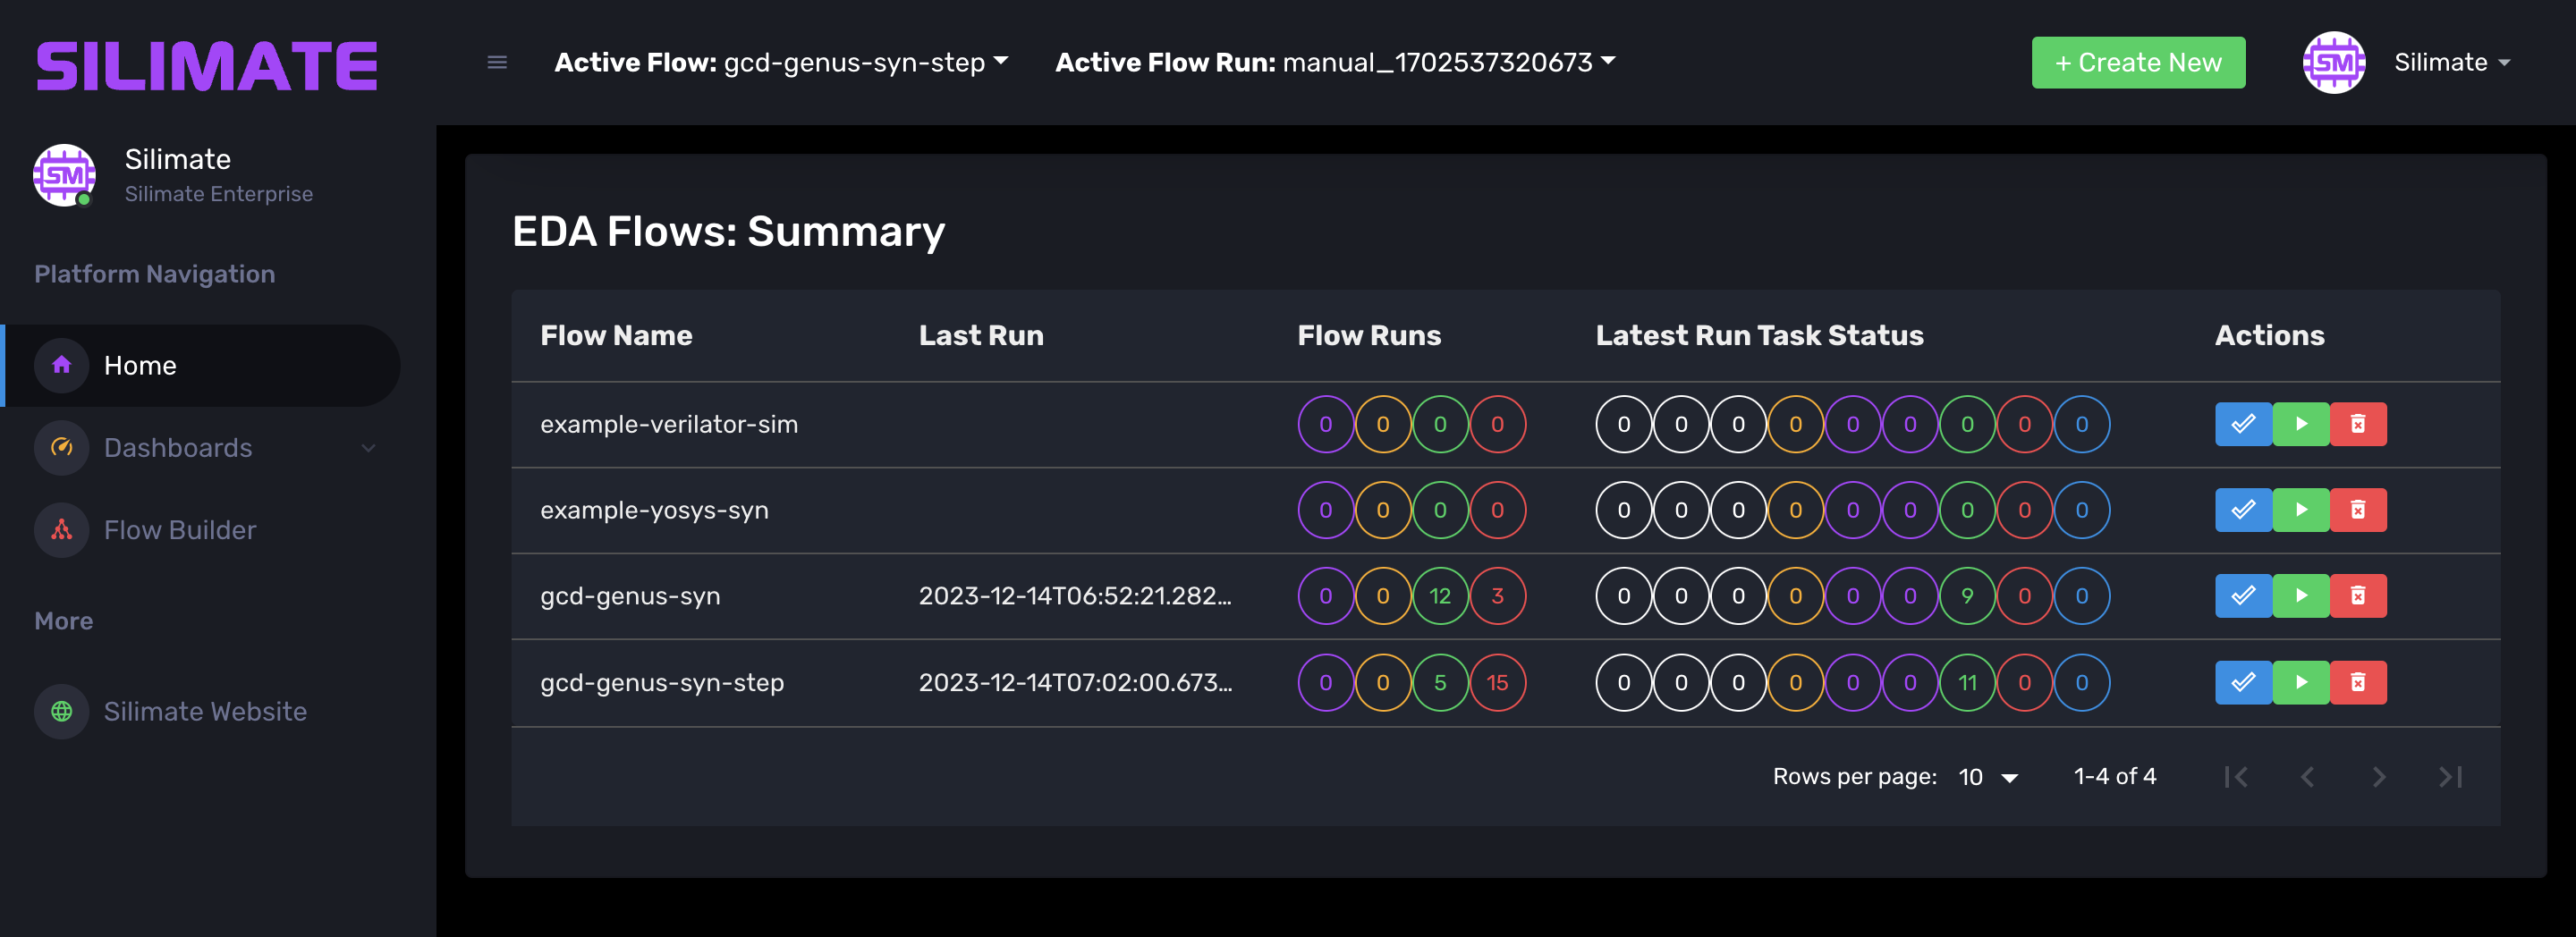 SILIMATE
Active Flow: gcd-genus-syn-step
Active Flow Run: manual_1702537320673
+ Create New
SM
Silimate
SM
Silimate
Silimate Enterprise
Platform Navigation
Home
Dashboards
Flow Builder
More
Silimate Website
EDA Flows: Summary
Flow Name Last Run Flow Runs Latest Run Task Status Actions
example-verilator-sim 0 0 0 0 0 0 0 0 0 0 0 0 0
example-yosys-syn 0 0 0 0 0 0 0 0 0 0 0 0 0
gcd-genus-syn 2023-12-14T06:52:21.282... 0 0 12 3 0 0 0 0 0 0 9 0 0
gcd-genus-syn-step 2023-12-14T07:02:00.673... 0 0 5 15 0 0 0 0 0 0 11 0 0
Rows per page: 10 1-4 of 4